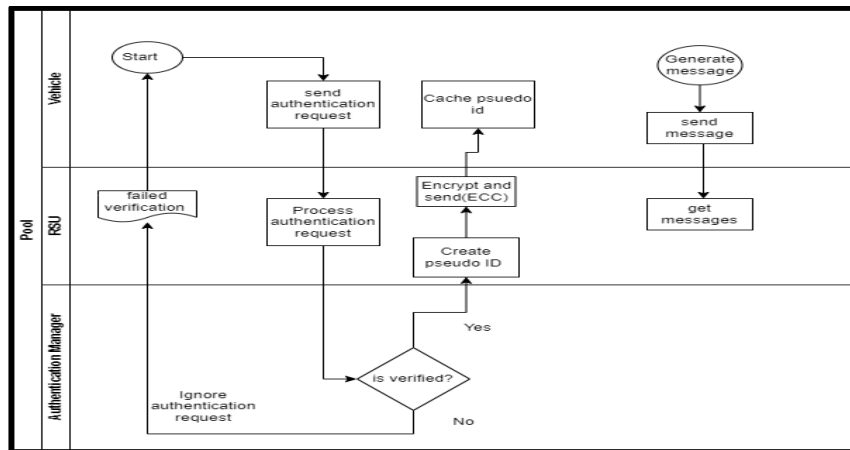 Pool
Vehicle
RSU
Authentication Manager
Start
send
authentication
request
Cache psuedo
id
Generate
message
send
message
failed
verification
Process
authentication
request
Encrypt and
send(ECC)
Create
pseudo ID
get
messages
Yes
is verified?
No
Ignore
authentication
request